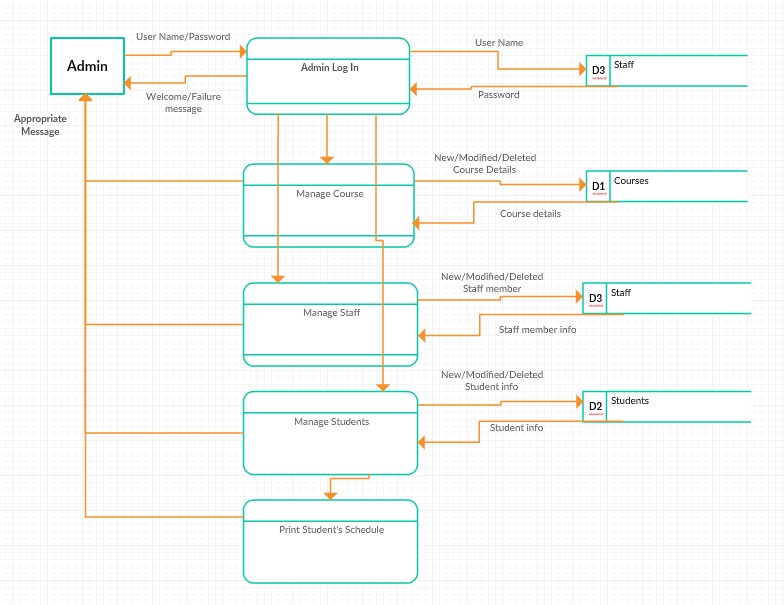 User Name/Password
Admin
Welcome/Failure
message
Admin Log In
User Name
D3
Staff
Password
Appropriate
Message
Manage Course
New/Modified/Deleted
Course Details
D1
Courses
Course details
Manage Staff
New/Modified/Deleted
Staff member
D3
Staff
Staff member info
Manage Students
New/Modified/Deleted
Student info
D2
Students
Student info
Print Student's Schedule